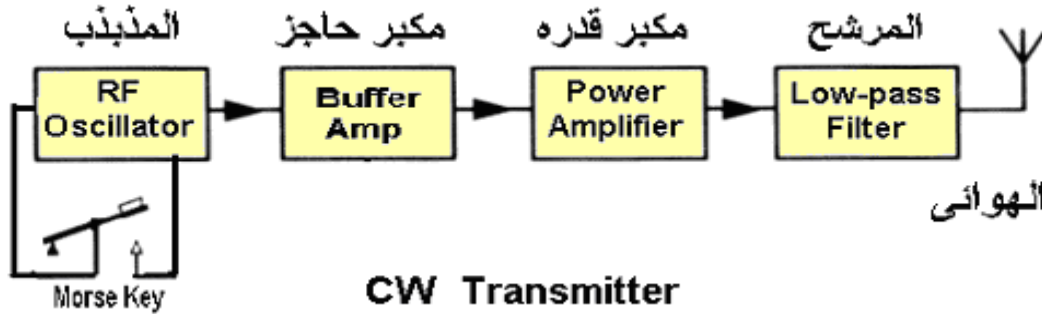 المذبذب
مكبر حاجز
مكبر قدره
المرشح
RF
Oscillator
Buffer
Amp
Power
Amplifier
Low-pass
Filter
الهوائى
Morse Key
CW Transmitter